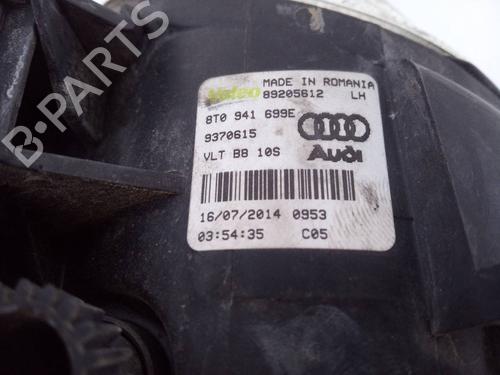 B-PARTS
Valeo MADE IN ROMANIA
89205612 LH
8T0 941 699E
9370615
VLT B8 10S Audi
16/07/2014 0953
03:54:35 C05